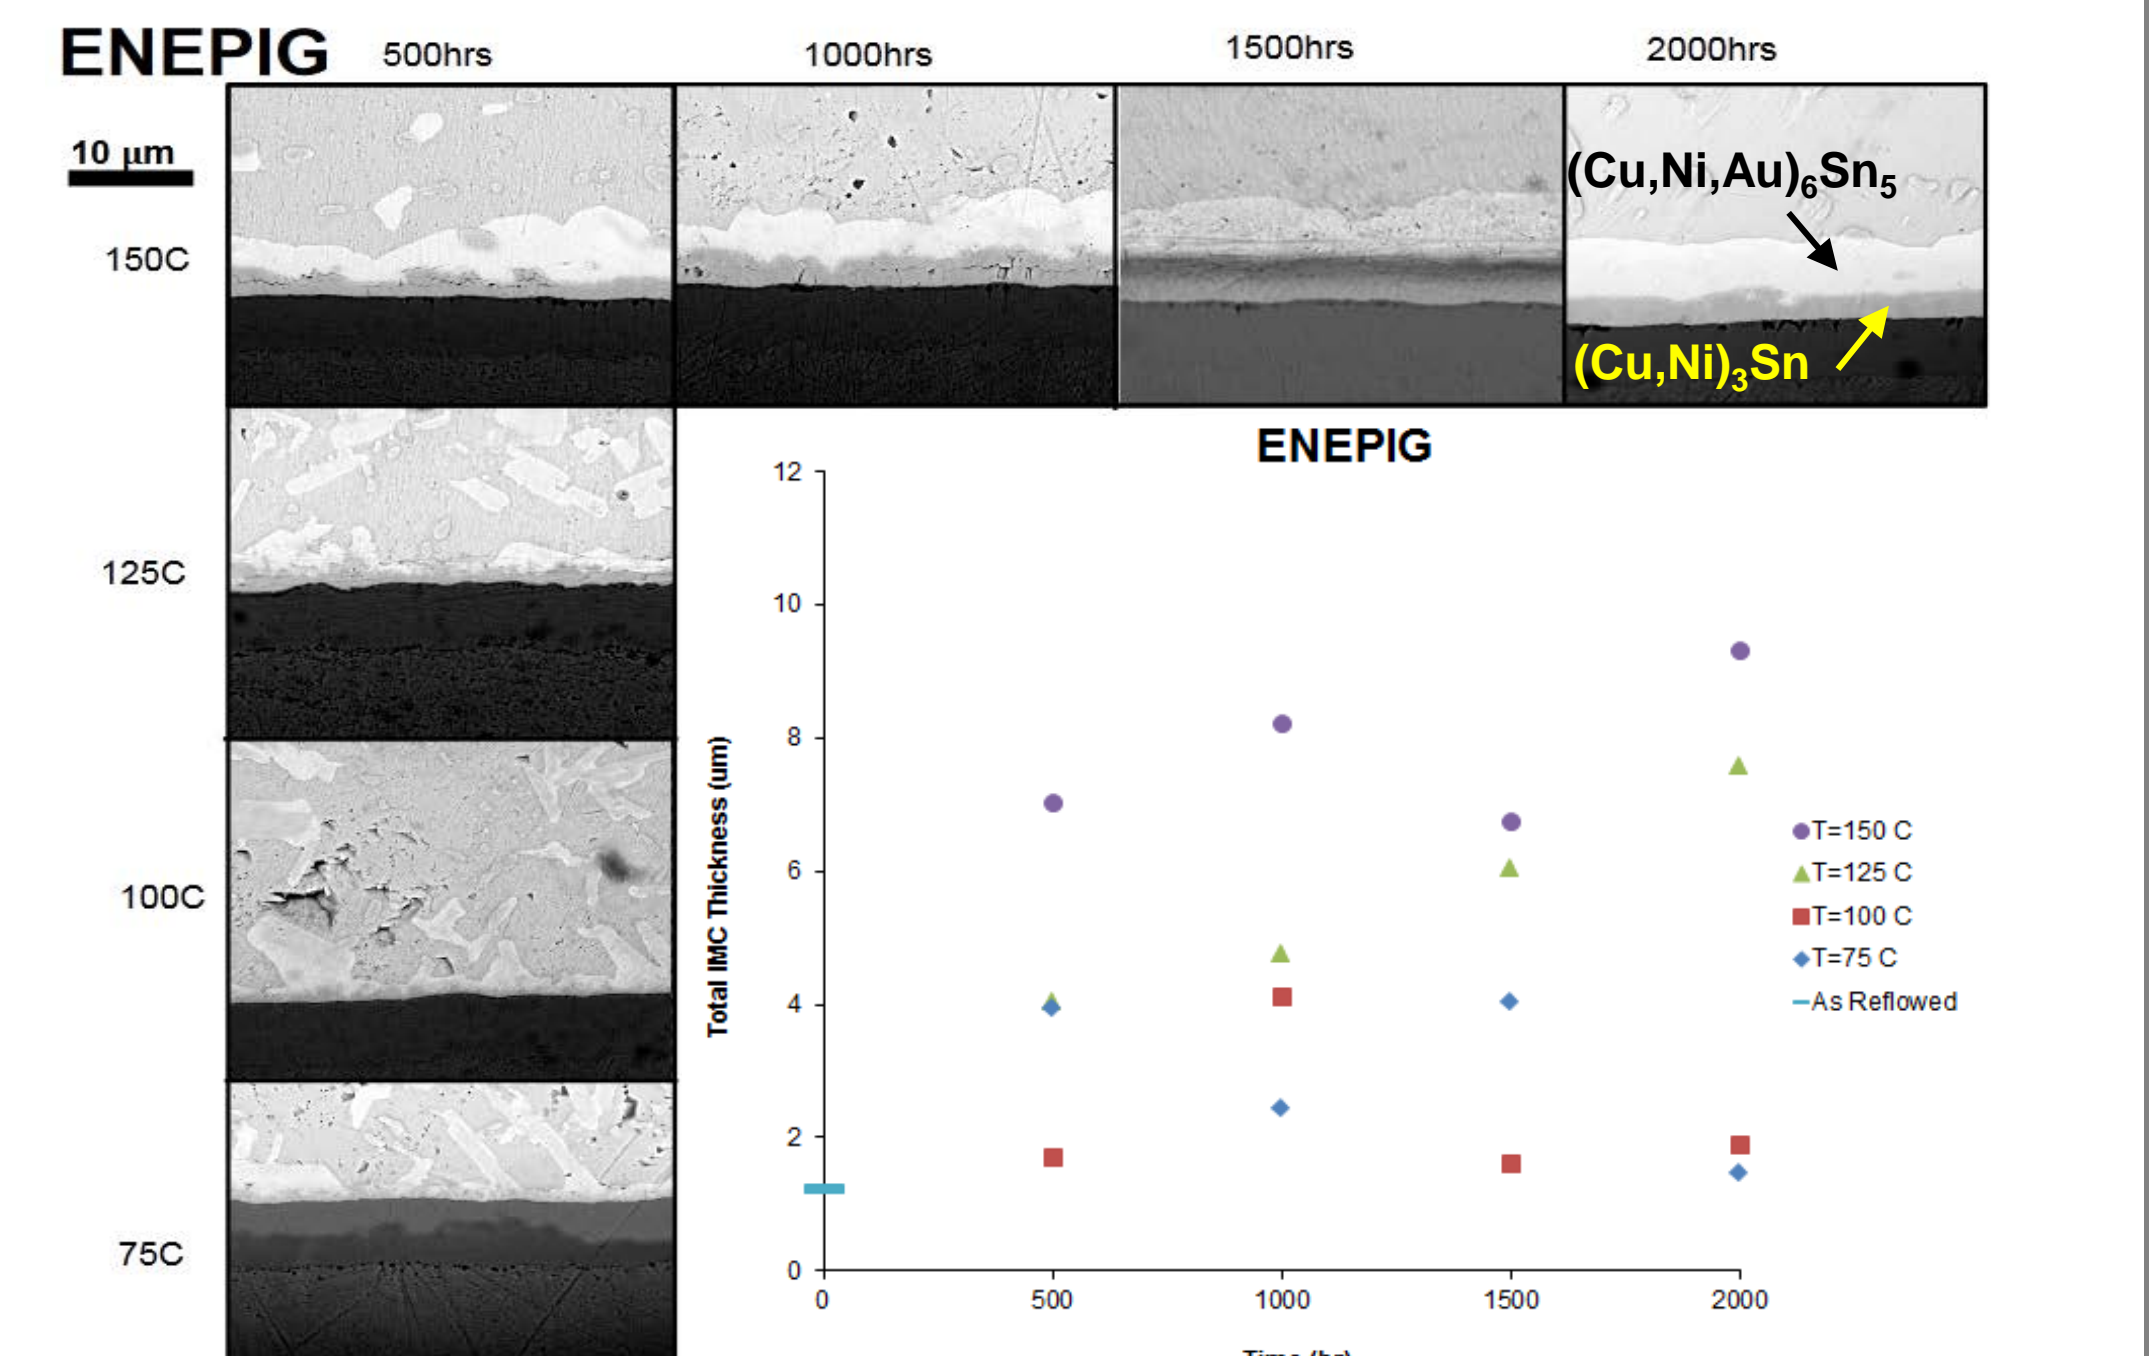 ENEPIG
500hrs
1000hrs
1500hrs
2000hrs
10 μm
150C
(Cu,Ni,Au)₆Sn₅
(Cu,Ni)₃Sn
125C
100C
75C
ENEPIG
Total IMC Thickness (um)
12
10
8
6
4
2
0
0
500
1000
1500
2000
T=150 C
T=125 C
T=100 C
T=75 C
As Reflowed
Time (hr)